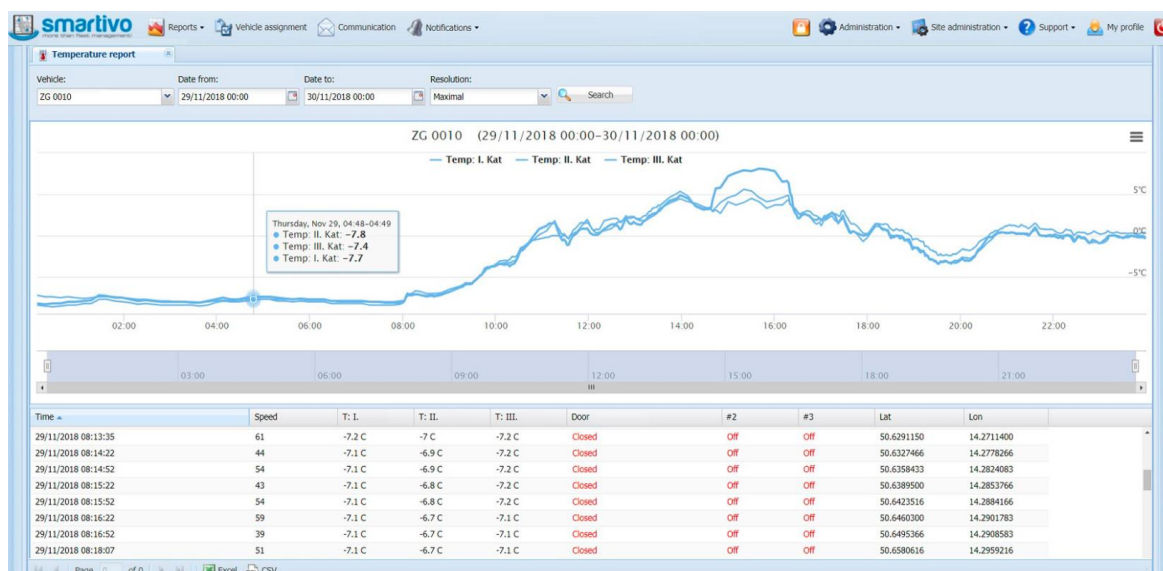 smartivo
more than fleet management
Reports
Vehicle assignment
Communication
Notifications
Administration
Site administration
Support
My profile
Temperature report
Vehicle:
Date from:
Date to:
Resolution:
ZG 0010
29/11/2018 00:00
30/11/2018 00:00
Maximal
Search
ZG 0010 (29/11/2018 00:00-30/11/2018 00:00)
Temp: I. Kat
Temp: II. Kat
Temp: III. Kat
5°C
0°C
-5°C
Thursday, Nov 29, 04:48-04:49
Temp: II. Kat: -7.8
Temp: III. Kat: -7.4
Temp: I. Kat: -7.7
02:00 04:00 06:00 08:00 10:00 12:00 14:00 16:00 18:00 20:00 22:00
03:00 06:00 09:00 12:00 15:00 18:00 21:00
Time Speed T: I. T: II. T: III. Door #2 #3 Lat Lon
29/11/2018 08:13:35 61 -7.2 C -7 C -7.2 C Closed Off Off 50.6291150 14.2711400
29/11/2018 08:14:22 44 -7.1 C -6.9 C -7.2 C Closed Off Off 50.6327466 14.2778266
29/11/2018 08:14:52 54 -7.1 C -6.9 C -7.2 C Closed Off Off 50.6358433 14.2824083
29/11/2018 08:15:22 43 -7.1 C -6.8 C -7.2 C Closed Off Off 50.6389500 14.2853766
29/11/2018 08:15:52 54 -7.1 C -6.8 C -7.2 C Closed Off Off 50.6423516 14.2884166
29/11/2018 08:16:22 59 -7.1 C -6.7 C -7.1 C Closed Off Off 50.6460300 14.2901783
29/11/2018 08:16:52 39 -7.1 C -6.7 C -7.1 C Closed Off Off 50.6495366 14.2908583
29/11/2018 08:18:07 51 -7.1 C -6.7 C -7.1 C Closed Off Off 50.6580616 14.2959216
Page of 0 Excel CSV